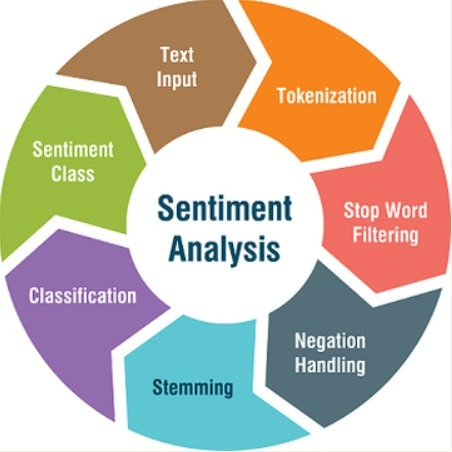 Text
Input
Tokenization
Stop Word
Filtering
Negation
Handling
Stemming
Classification
Sentiment
Class
Sentiment
Analysis